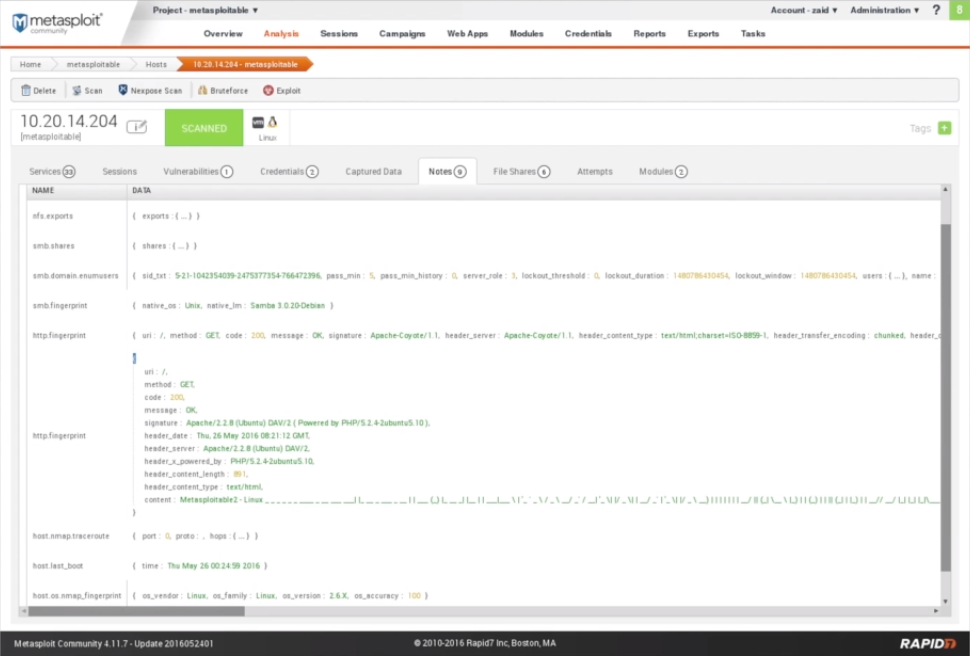 metasploit®
community
Project - metasploitable ▼
Account - zaid ▼ Administration ▼ ? 8
Overview Analysis Sessions Campaigns Web Apps Modules Credentials Reports Exports Tasks
Home metasploitable Hosts 10.20.14.204 - metasploitable
Delete Scan Nexpose Scan Bruteforce Exploit
10.20.14.204
[metasploitable]
SCANNED
vm
Linux
Tags +
Services 33 Sessions Vulnerabilities 1 Credentials 2 Captured Data Notes 9 File Shares 6 Attempts Modules 2
NAME DATA
nfs.exports { exports : { ... } }
smb.shares { shares : { ... } }
smb.domain.enumusers { sid_txt : 5-21-1042354039-2475377354-766472396, pass_min : 5, pass_min_history : 0, server_role : 3, lockout_threshold : 0, lockout_duration : 1480786430454, lockout_window : 1480786430454, users : { ... }, name :
smb.fingerprint { native_os : Unix, native_lm : Samba 3.0.20-Debian }
http.fingerprint { uri : /, method : GET, code : 200, message : OK, signature : Apache-Coyote/1.1, header_server : Apache-Coyote/1.1, header_content_type : text/html;charset=ISO-8859-1, header_transfer_encoding : chunked, header_c
{
uri : /,
method : GET,
code : 200,
message : OK,
signature : Apache/2.2.8 (Ubuntu) DAV/2 ( Powered by PHP/5.2.4-2ubuntu5.10 ),
header_date : Thu, 26 May 2016 08:21:12 GMT,
http.fingerprint
header_server : Apache/2.2.8 (Ubuntu) DAV/2,
header_x_powered_by : PHP/5.2.4-2ubuntu5.10,
header_content_length : 891,
header_content_type : text/html,
content : Metasploitable2 - Linux
}
host.nmap.traceroute { port : 0, proto : , hops : { ... } }
host.last_boot { time : Thu May 26 00:24:59 2016 }
host.os.nmap_fingerprint { os_vendor : Linux, os_family : Linux, os_version : 2.6.X, os_accuracy : 100 }
Metasploit Community 4.11.7 - Update 2016052401
© 2010-2016 Rapid7 Inc, Boston, MA
RAPID7